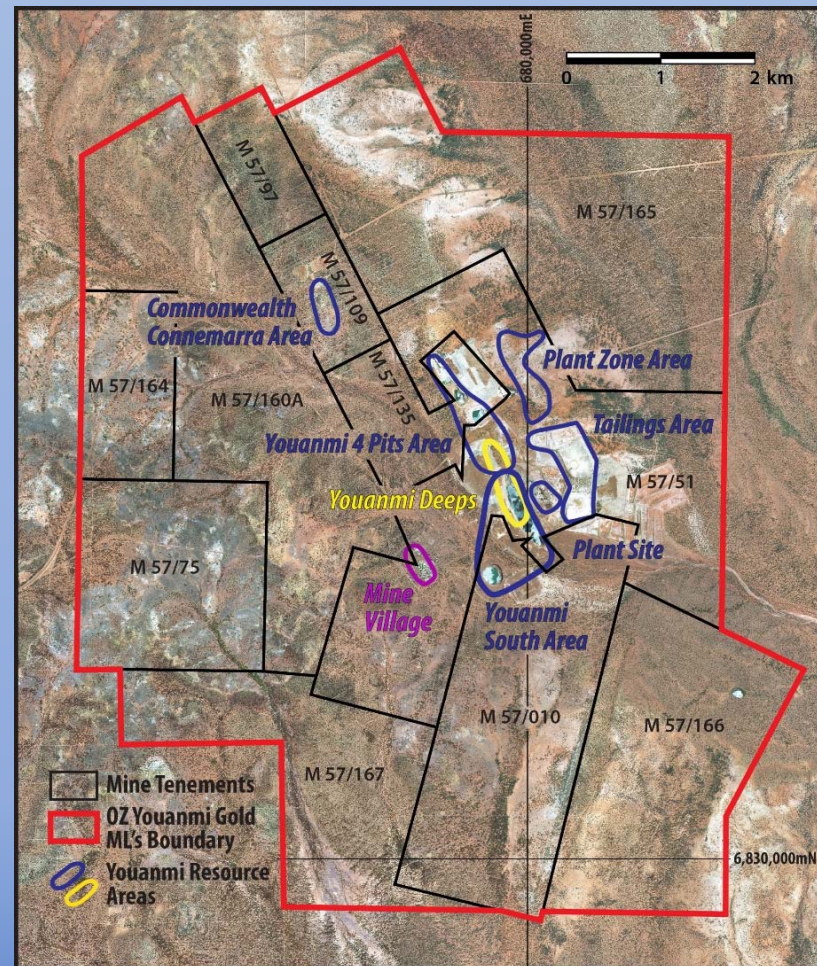 680,000mE
0 1 2 km
M 57/97
M 57/165
M 57/109
Commonwealth
Connemarra Area
M 57/135
Plant Zone Area
M 57/164
M 57/160A
Tailings Area
Youanmi 4 Pits Area
M 57/51
Youanmi Deeps
Plant Site
M 57/75
Mine
Village
Youanmi
South Area
M 57/010
M 57/166
M 57/167
Mine Tenements
OZ Youanmi Gold
ML's Boundary
6,830,000mN
Youanmi Resource
Areas